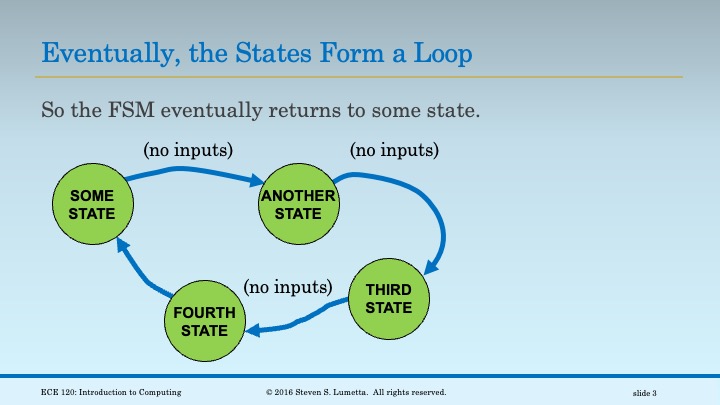 Eventually, the States Form a Loop
So the FSM eventually returns to some state.
(no inputs)
(no inputs)
SOME
STATE
ANOTHER
STATE
(no inputs)
THIRD
STATE
FOURTH
STATE
ECE 120: Introduction to Computing
© 2016 Steven S. Lumetta. All rights reserved.
slide 3